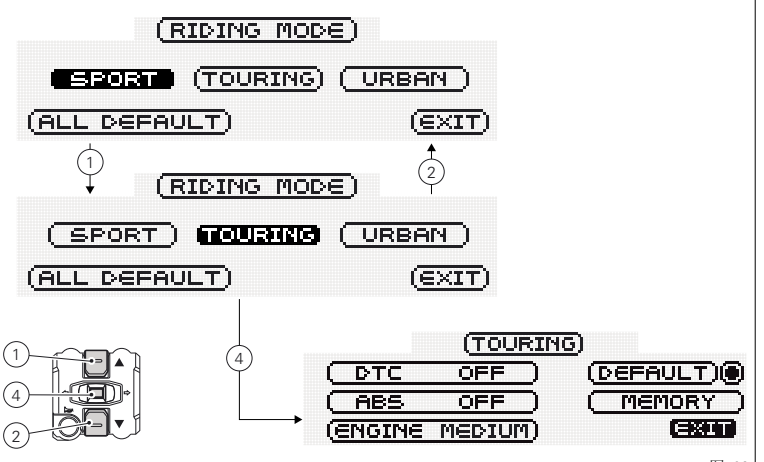 RIDING MODE
SPORT TOURING URBAN
ALL DEFAULT EXIT
1
2
RIDING MODE
SPORT TOURING URBAN
ALL DEFAULT EXIT
1
4
2
4
TOURING
DTC OFF DEFAULT
ABS OFF MEMORY
ENGINE MEDIUM EXIT